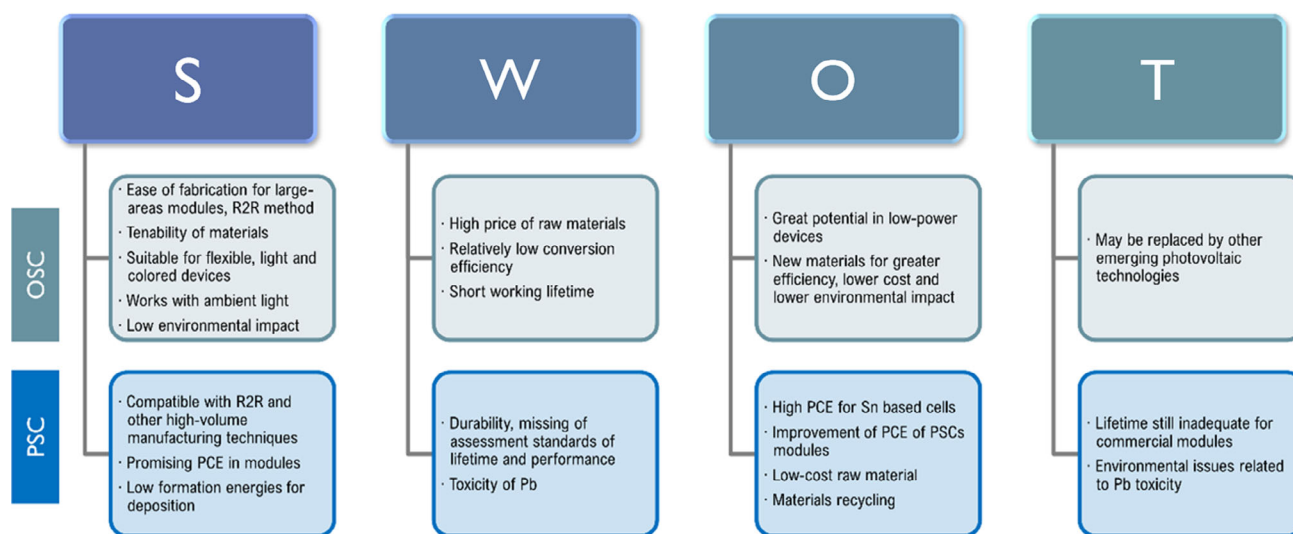 S
W
O
T
OSC
· Ease of fabrication for large-
areas modules, R2R method
· Tenability of materials
· Suitable for flexible, light and
colored devices
· Works with ambient light
· Low environmental impact
· High price of raw materials
· Relatively low conversion
efficiency
· Short working lifetime
· Great potential in low-power
devices
· New materials for greater
efficiency, lower cost and
lower environmental impact
· May be replaced by other
emerging photovoltaic
technologies
PSC
· Compatible with R2R and
other high-volume
manufacturing techniques
· Promising PCE in modules
· Low formation energies for
deposition
· Durability, missing of
assessment standards of
lifetime and performance
· Toxicity of Pb
· High PCE for Sn based cells
· Improvement of PCE of PSCs
modules
· Low-cost raw material
· Materials recycling
· Lifetime still inadequate for
commercial modules
· Environmental issues related
to Pb toxicity